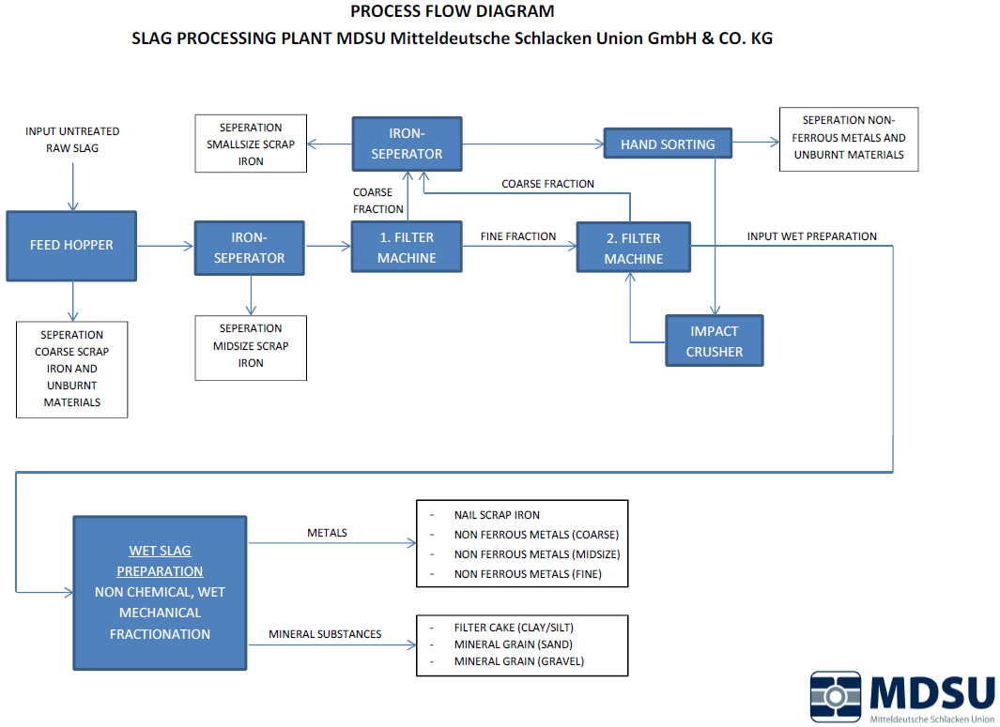 PROCESS FLOW DIAGRAM
SLAG PROCESSING PLANT MDSU Mitteldeutsche Schlacken Union GmbH & CO. KG
INPUT UNTREATED
RAW SLAG
SEPERATION
SMALLSIZE SCRAP
IRON
IRON-
SEPERATOR
HAND SORTING
SEPERATION NON-
FERROUS METALS AND
UNBURNT MATERIALS
COARSE
FRACTION
COARSE FRACTION
FEED HOPPER
IRON-
SEPERATOR
1. FILTER
MACHINE
FINE FRACTION
2. FILTER
MACHINE
INPUT WET PREPARATION
SEPERATION
COARSE SCRAP
IRON AND
UNBURNT
MATERIALS
SEPERATION
MIDSIZE SCRAP
IRON
IMPACT
CRUSHER
WET SLAG
PREPARATION
NON CHEMICAL, WET
MECHANICAL
FRACTIONATION
METALS
- NAIL SCRAP IRON
- NON FERROUS METALS (COARSE)
- NON FERROUS METALS (MIDSIZE)
- NON FERROUS METALS (FINE)
MINERAL SUBSTANCES
- FILTER CAKE (CLAY/SILT)
- MINERAL GRAIN (SAND)
- MINERAL GRAIN (GRAVEL)
MDSU
Mitteldeutsche Schlacken Union